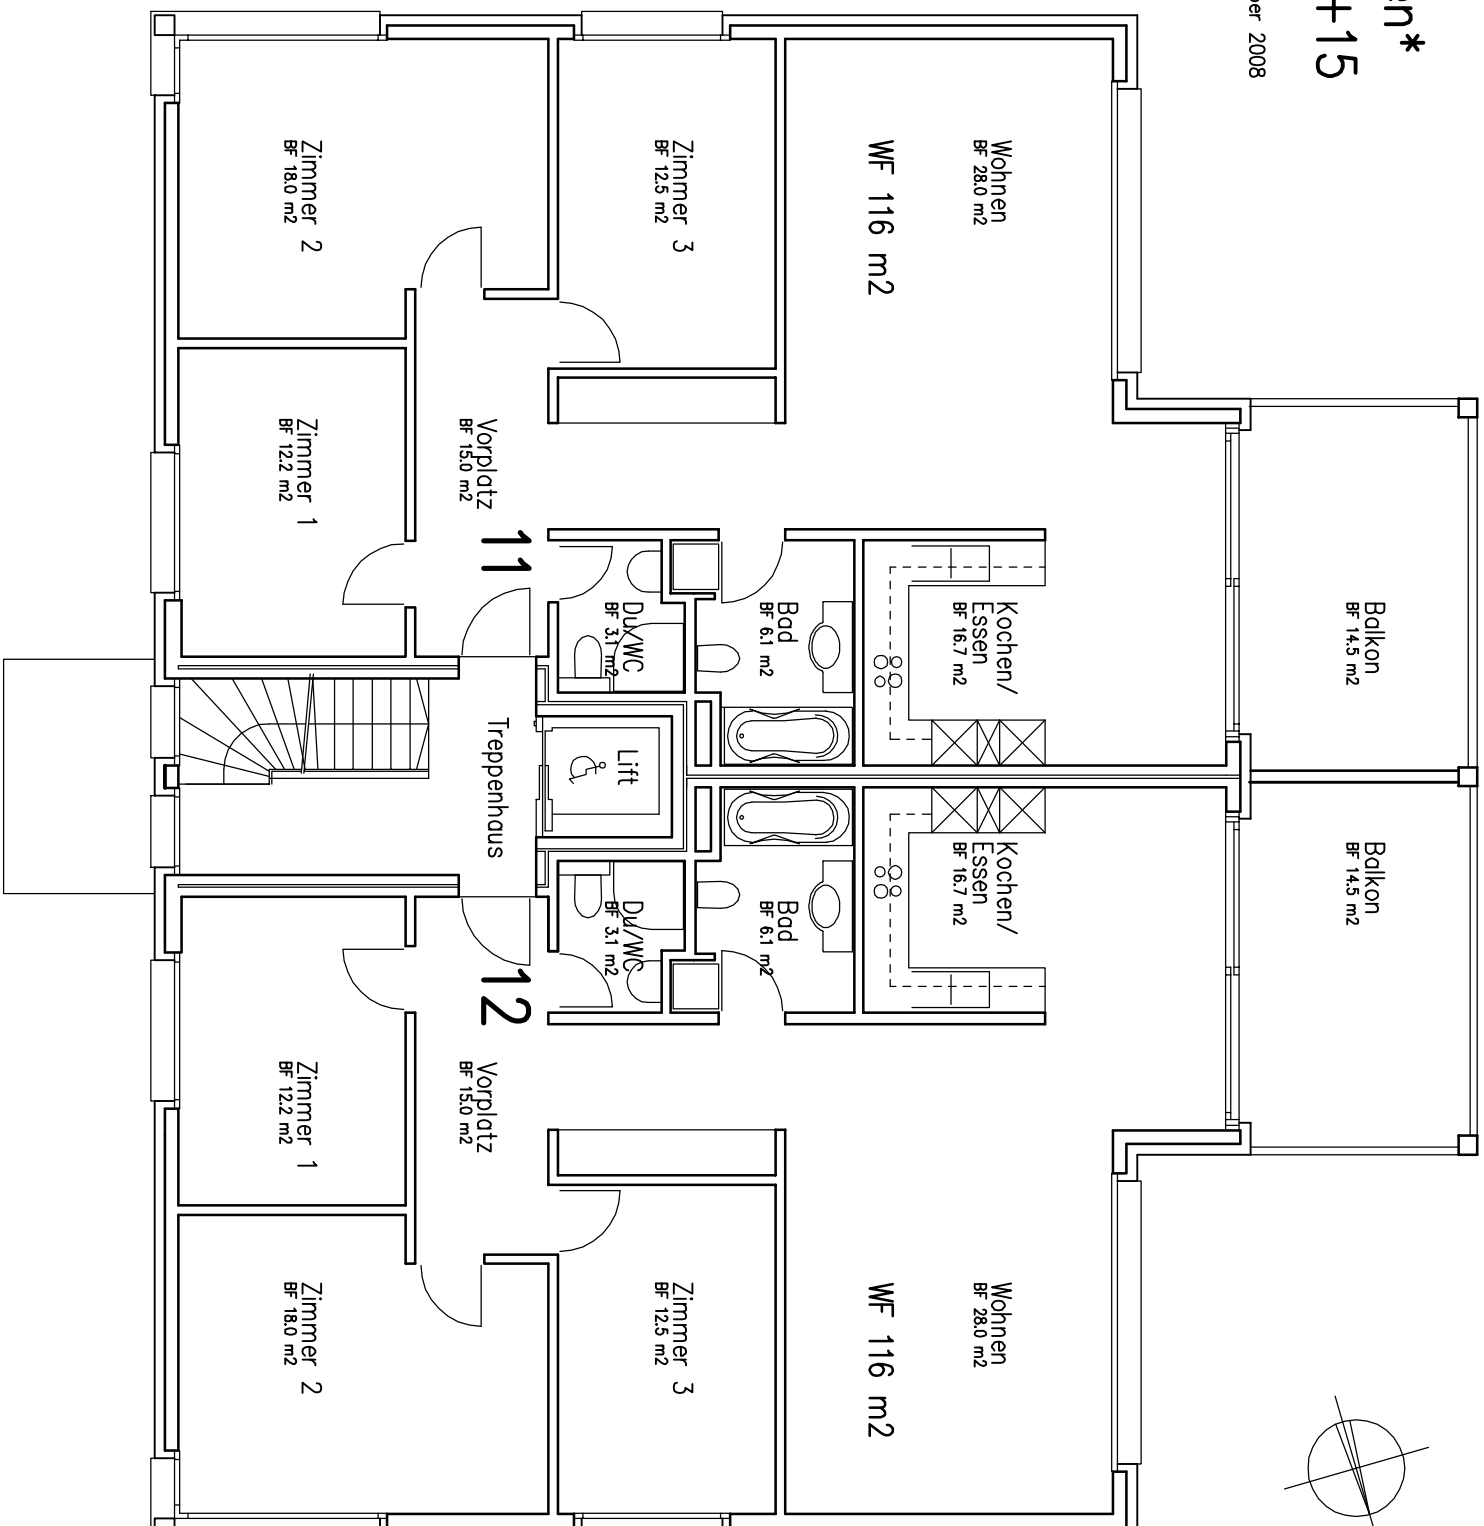 en*
+15
ber 2008
Balkon
BF 14.5 m2
Balkon
BF 14.5 m2
Wohnen
BF 28.0 m2
Kochen/
Essen
BF 16.7 m2
Kochen/
Essen
BF 16.7 m2
Wohnen
BF 28.0 m2
WF 116 m2
WF 116 m2
Bad
BF 6.1 m2
Bad
BF 6.1 m2
Zimmer 3
BF 12.5 m2
Du/WC
BF 3.1 m2
Lift
Du/WC
BF 3.1 m2
Zimmer 3
BF 12.5 m2
11
12
Vorplatz
BF 15.0 m2
Treppenhaus
Vorplatz
BF 15.0 m2
Zimmer 2
BF 18.0 m2
Zimmer 1
BF 12.2 m2
Zimmer 1
BF 12.2 m2
Zimmer 2
BF 18.0 m2